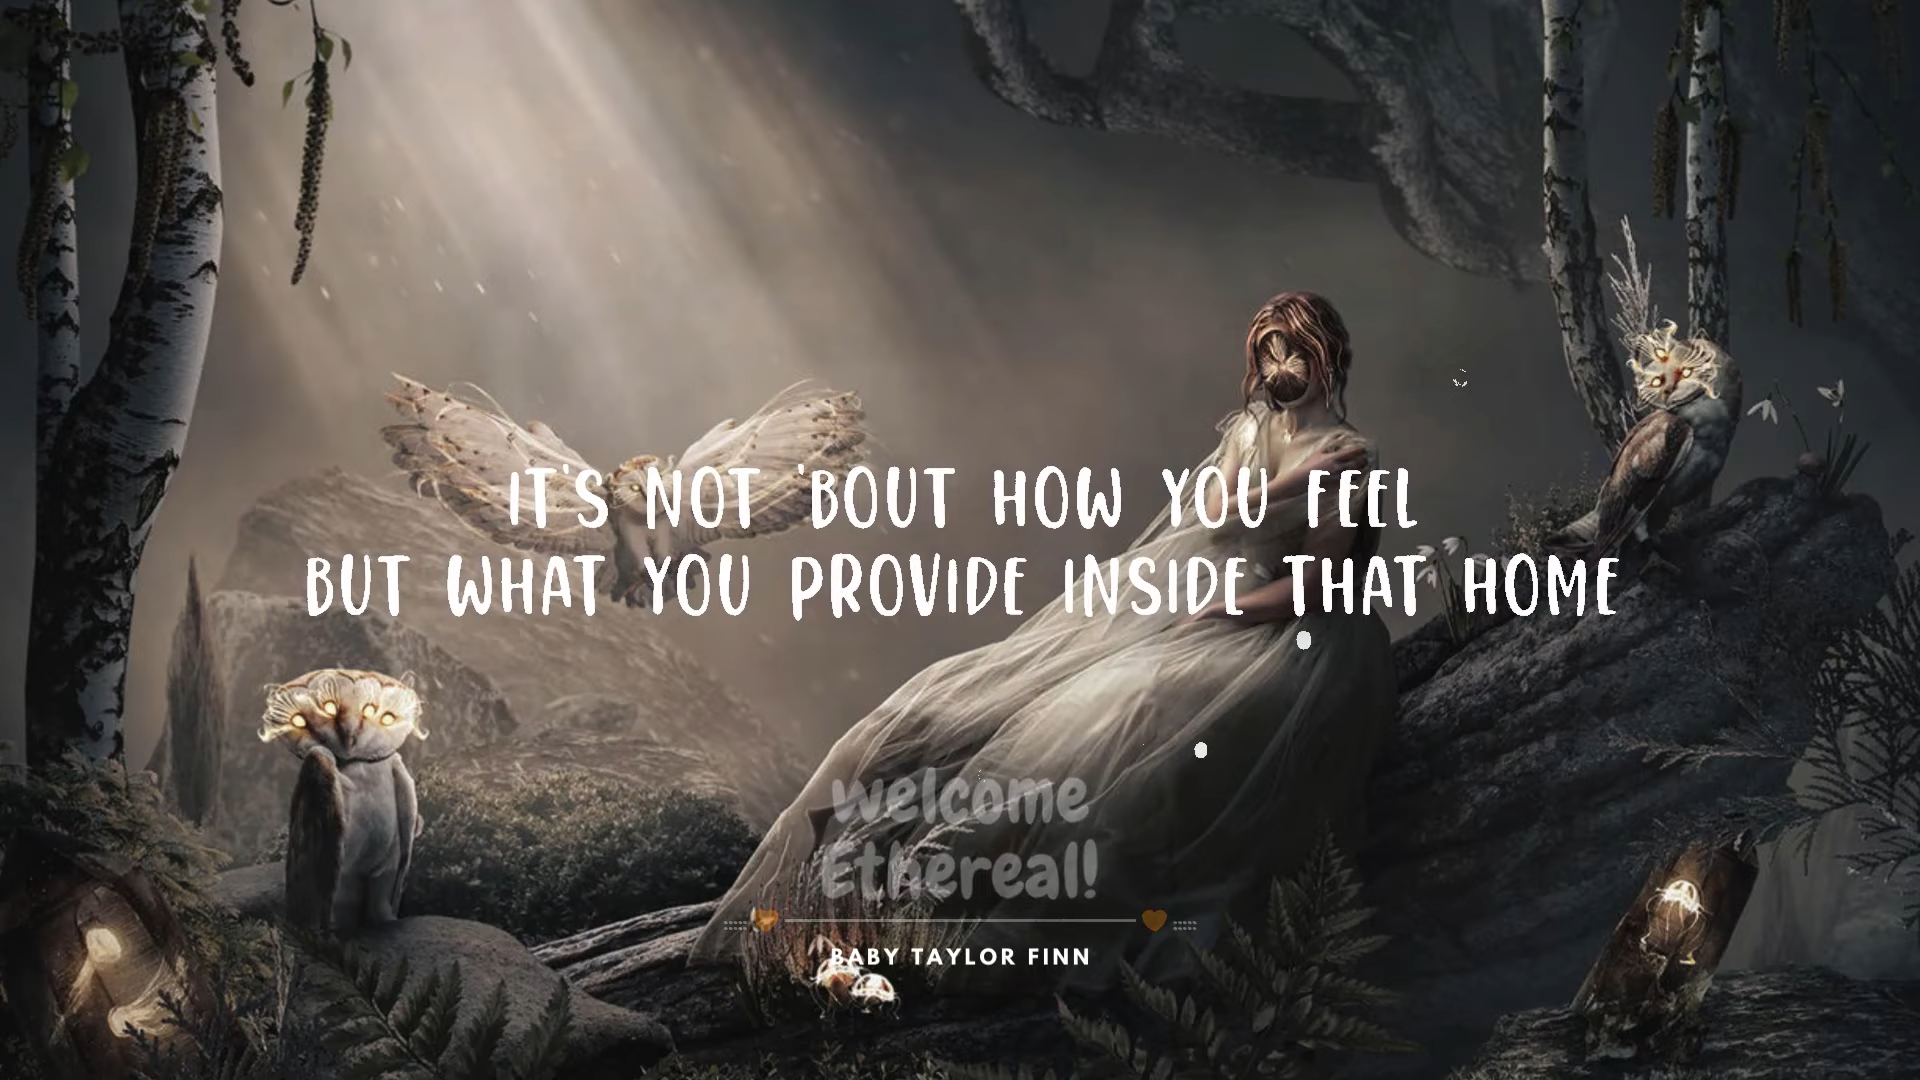 IT'S NOT 'BOUT HOW YOU FEEL
BUT WHAT YOU PROVIDE INSIDE THAT HOME
welcome
Ethereal!
BABY TAYLOR FINN